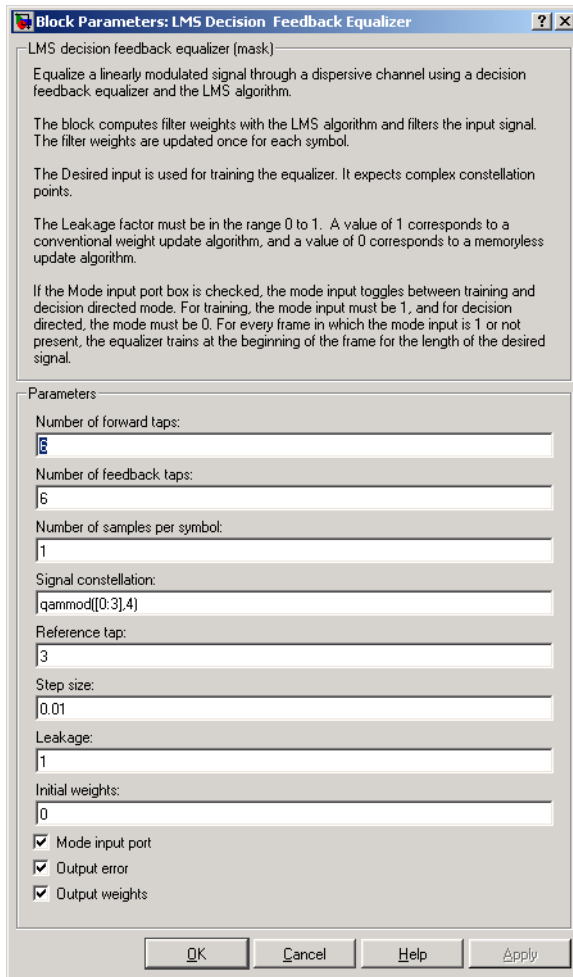 Block Parameters: LMS Decision Feedback Equalizer
LMS decision feedback equalizer (mask)
Equalize a linearly modulated signal through a dispersive channel using a decision
feedback equalizer and the LMS algorithm.
The block computes filter weights with the LMS algorithm and filters the input signal.
The filter weights are updated once for each symbol.
The Desired input is used for training the equalizer. It expects complex constellation
points.
The Leakage factor must be in the range 0 to 1. A value of 1 corresponds to a
conventional weight update algorithm, and a value of 0 corresponds to a memoryless
update algorithm.
If the Mode input port box is checked, the mode input toggles between training and
decision directed mode. For training, the mode input must be 1, and for decision
directed, the mode must be 0. For every frame in which the mode input is 1 or not
present, the equalizer trains at the beginning of the frame for the length of the desired
signal.
Parameters
Number of forward taps:
6
Number of feedback taps:
6
Number of samples per symbol:
1
Signal constellation:
qammod([0:3],4)
Reference tap:
3
Step size:
0.01
Leakage:
1
Initial weights:
0
Mode input port
Output error
Output weights
OK Cancel Help Apply